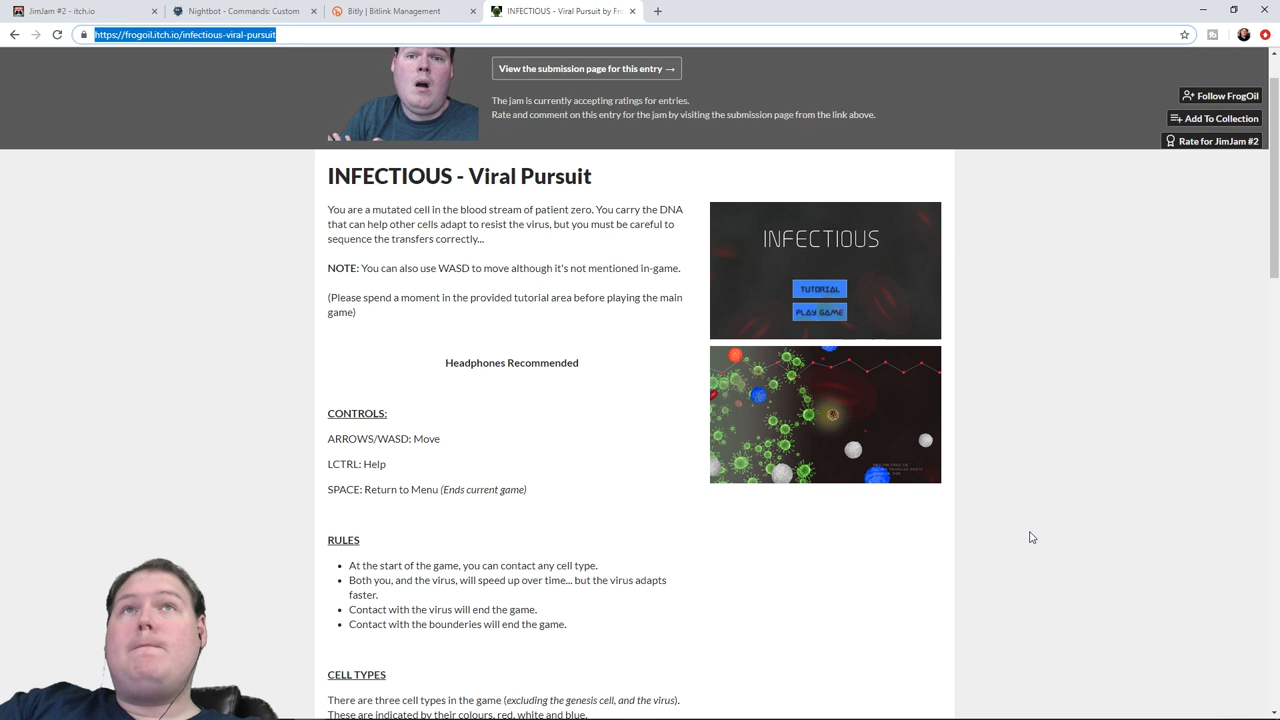 JimJam #2 - itch.io
Nightbot - Commands: Custom
Bitly | Bitlink Management
INFECTIOUS - Viral Pursuit by Fro
https://frogoil.itch.io/infectious-viral-pursuit
View the submission page for this entry →
The jam is currently accepting ratings for entries.
Rate and comment on this entry for the jam by visiting the submission page from the link above.
Follow FrogOil
Add To Collection
Rate for JimJam #2
INFECTIOUS - Viral Pursuit
You are a mutated cell in the blood stream of patient zero. You carry the DNA
that can help other cells adapt to resist the virus, but you must be careful to
sequence the transfers correctly...
NOTE: You can also use WASD to move although it's not mentioned in-game.
(Please spend a moment in the provided tutorial area before playing the main
game)
Headphones Recommended
INFECTIOUS
TUTORIAL
PLAY GAME
CONTROLS:
ARROWS/WASD: Move
LCTRL: Help
SPACE: Return to Menu (Ends current game)
RULES
• At the start of the game, you can contact any cell type.
• Both you, and the virus, will speed up over time... but the virus adapts
faster.
• Contact with the virus will end the game.
• Contact with the bounderies will end the game.
CELL TYPES
There are three cell types in the game (excluding the genesis cell, and the virus).
These are indicated by their colours, red, white and blue.